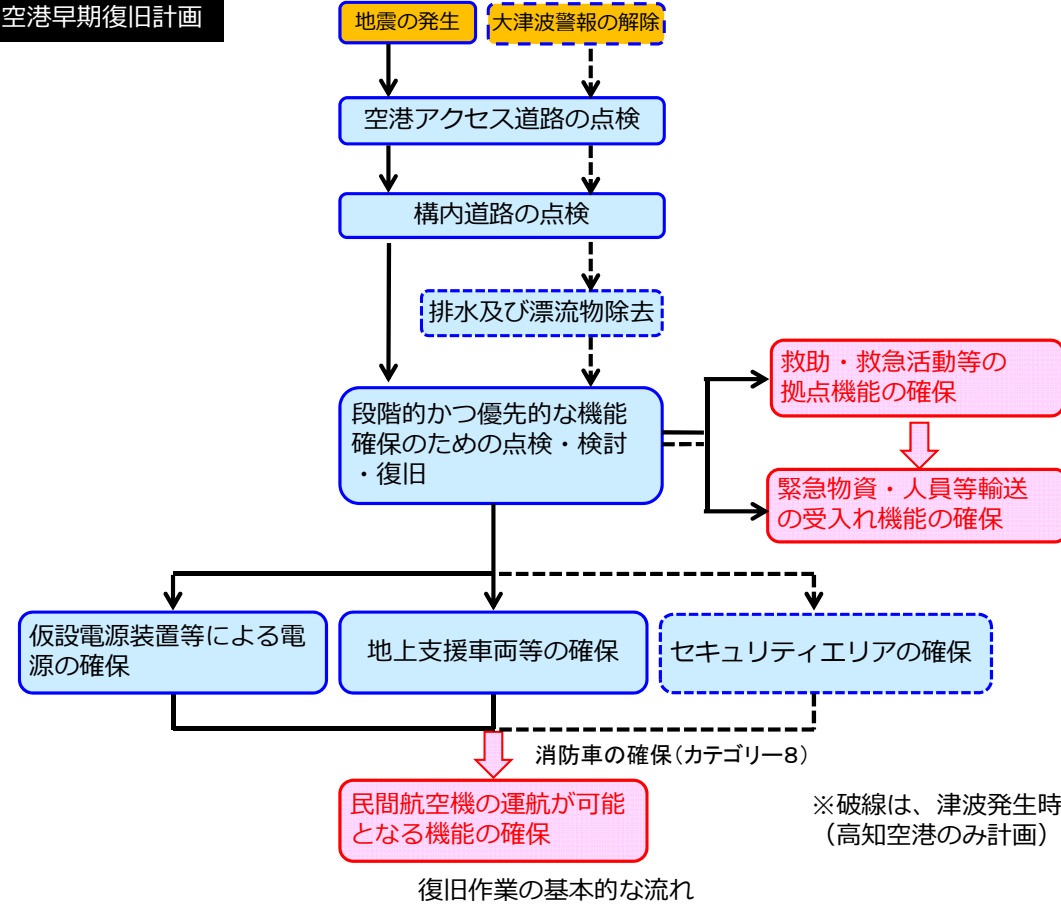 空港早期復旧計画
地震の発生
大津波警報の解除
空港アクセス道路の点検
構内道路の点検
排水及び漂流物除去
救助・救急活動等の
拠点機能の確保
段階的かつ優先的な機能
確保のための点検・検討
・復旧
緊急物資・人員等輸送
の受入れ機能の確保
仮設電源装置等による電
源の確保
地上支援車両等の確保
セキュリティエリアの確保
消防車の確保(カテゴリー8)
民間航空機の運航が可能
となる機能の確保
※破線は、津波発生時
(高知空港のみ計画)
復旧作業の基本的な流れ